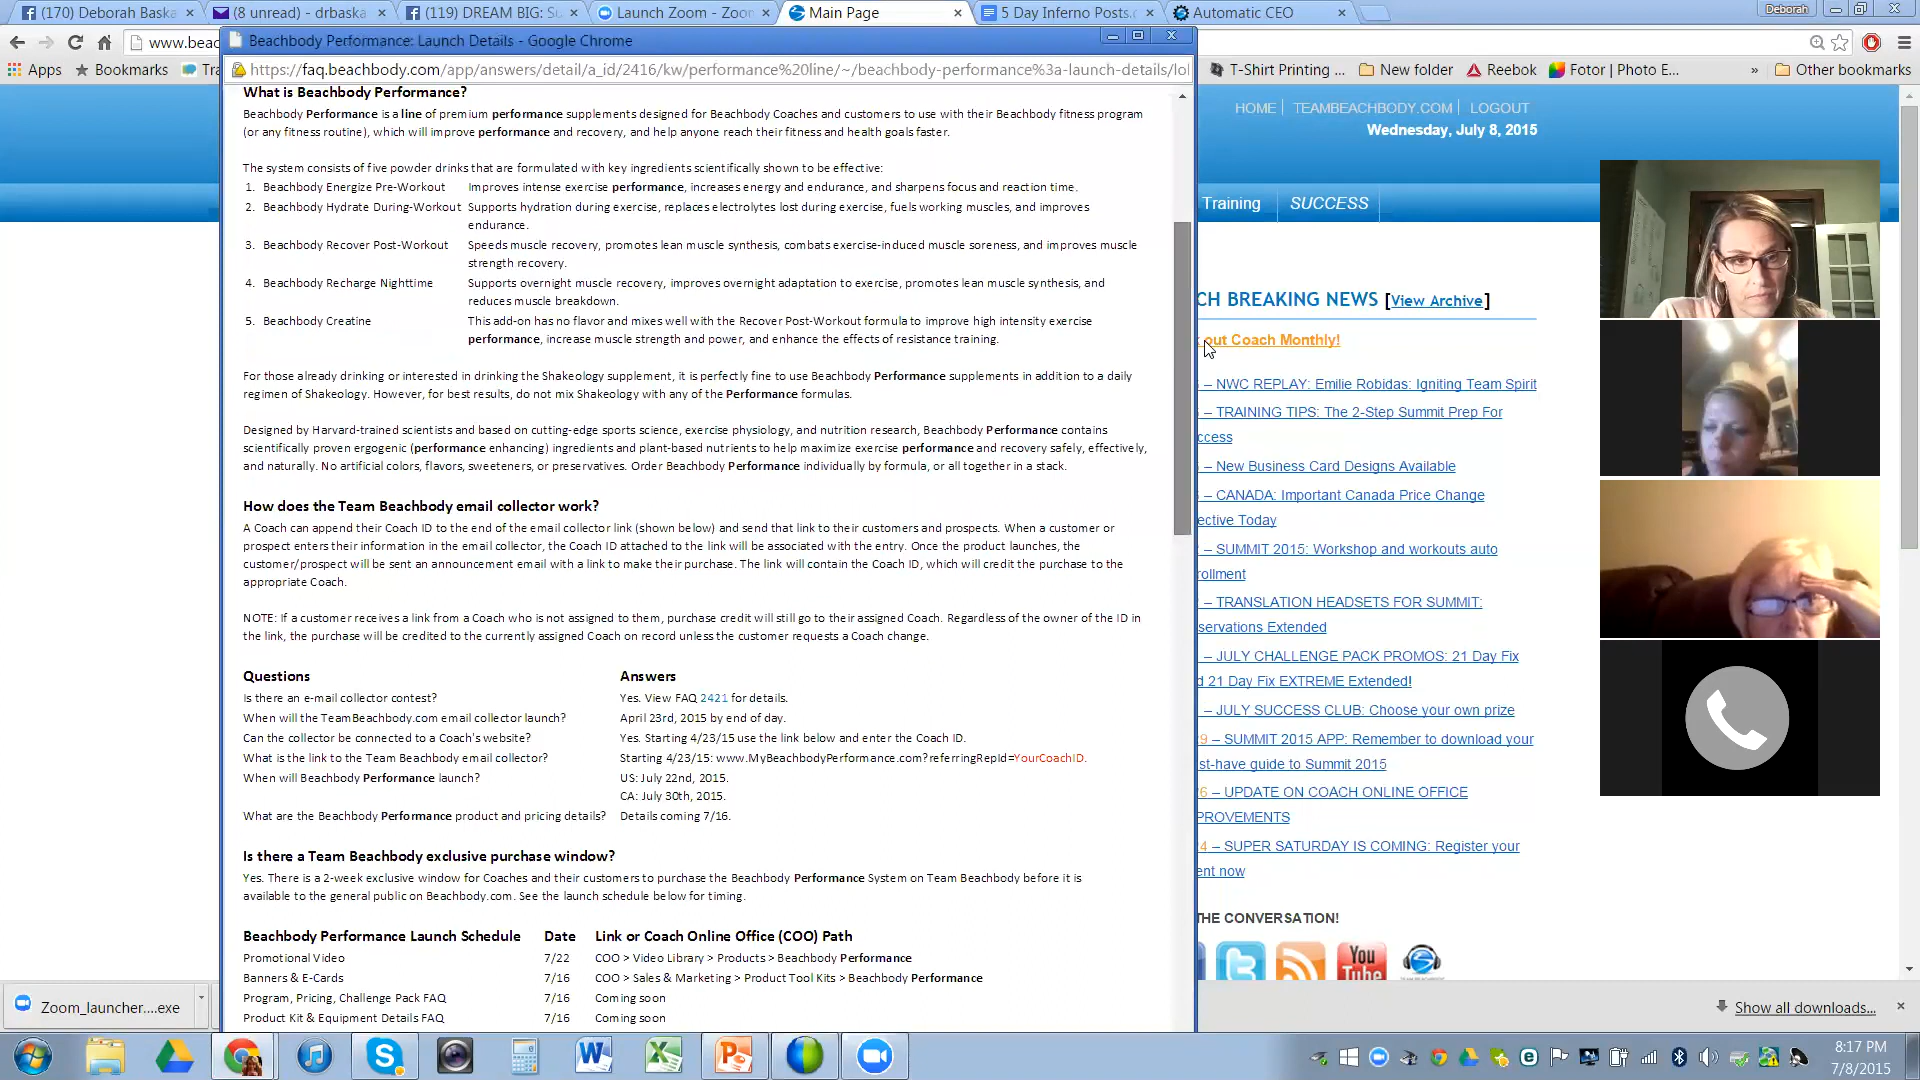 (170) Deborah Baska
(8 unread) - drbaska
(119) DREAM BIG: Su
Launch Zoom - Zoom
Main Page
5 Day Inferno Posts.
Automatic CEO
Deborah
www.beac
Beachbody Performance: Launch Details - Google Chrome
Apps
Bookmarks
https://faq.beachbody.com/app/answers/detail/a_id/2416/kw/performance%20line/~/beachbody-performance%3a-launch-details/lo
T-Shirt Printing ...
New folder
Reebok
Fotor | Photo E...
»
Other bookmarks
HOME
TEAMBEACHBODY.COM
LOGOUT
Wednesday, July 8, 2015
Training
SUCCESS
What is Beachbody Performance?
Beachbody Performance is a line of premium performance supplements designed for Beachbody Coaches and customers to use with their Beachbody fitness program
(or any fitness routine), which will improve performance and recovery, and help anyone reach their fitness and health goals faster.
The system consists of five powder drinks that are formulated with key ingredients scientifically shown to be effective:
1. Beachbody Energize Pre-Workout Improves intense exercise performance, increases energy and endurance, and sharpens focus and reaction time.
2. Beachbody Hydrate During-Workout Supports hydration during exercise, replaces electrolytes lost during exercise, fuels working muscles, and improves
endurance.
3. Beachbody Recover Post-Workout Speeds muscle recovery, promotes lean muscle synthesis, combats exercise-induced muscle soreness, and improves muscle
strength recovery.
4. Beachbody Recharge Nighttime Supports overnight muscle recovery, improves overnight adaptation to exercise, promotes lean muscle synthesis, and
reduces muscle breakdown.
5. Beachbody Creatine This add-on has no flavor and mixes well with the Recover Post-Workout formula to improve high intensity exercise
performance, increase muscle strength and power, and enhance the effects of resistance training.
For those already drinking or interested in drinking the Shakeology supplement, it is perfectly fine to use Beachbody Performance supplements in addition to a daily
regimen of Shakeology. However, for best results, do not mix Shakeology with any of the Performance formulas.
Designed by Harvard-trained scientists and based on cutting-edge sports science, exercise physiology, and nutrition research, Beachbody Performance contains
scientifically proven ergogenic (performance enhancing) ingredients and plant-based nutrients to help maximize exercise performance and recovery safely, effectively,
and naturally. No artificial colors, flavors, sweeteners, or preservatives. Order Beachbody Performance individually by formula, or all together in a stack.
How does the Team Beachbody email collector work?
A Coach can append their Coach ID to the end of the email collector link (shown below) and send that link to their customers and prospects. When a customer or
prospect enters their information in the email collector, the Coach ID attached to the link will be associated with the entry. Once the product launches, the
customer/prospect will be sent an announcement email with a link to make their purchase. The link will contain the Coach ID, which will credit the purchase to the
appropriate Coach.
NOTE: If a customer receives a link from a Coach who is not assigned to them, purchase credit will still go to their assigned Coach. Regardless of the owner of the ID in
the link, the purchase will be credited to the currently assigned Coach on record unless the customer requests a Coach change.
Questions Answers
Is there an e-mail collector contest? Yes. View FAQ 2421 for details.
When will the TeamBeachbody.com email collector launch? April 23rd, 2015 by end of day.
Can the collector be connected to a Coach's website? Yes. Starting 4/23/15 use the link below and enter the Coach ID.
What is the link to the Team Beachbody email collector? Starting 4/23/15: www.MyBeachbodyPerformance.com?referringRepId=YourCoachID.
When will Beachbody Performance launch? US: July 22nd, 2015.
CA: July 30th, 2015.
What are the Beachbody Performance product and pricing details? Details coming 7/16.
Is there a Team Beachbody exclusive purchase window?
Yes. There is a 2-week exclusive window for Coaches and their customers to purchase the Beachbody Performance System on Team Beachbody before it is
available to the general public on Beachbody.com. See the launch schedule below for timing.
Beachbody Performance Launch Schedule Date Link or Coach Online Office (COO) Path
Promotional Video 7/22 COO > Video Library > Products > Beachbody Performance
Banners & E-Cards 7/16 COO > Sales & Marketing > Product Tool Kits > Beachbody Performance
Program, Pricing, Challenge Pack FAQ 7/16 Coming soon
Product Kit & Equipment Details FAQ 7/16 Coming soon
CH BREAKING NEWS [View Archive]
out Coach Monthly!
– NWC REPLAY: Emilie Robidas: Igniting Team Spirit
– TRAINING TIPS: The 2-Step Summit Prep For
ccess
– New Business Card Designs Available
– CANADA: Important Canada Price Change
ective Today
– SUMMIT 2015: Workshop and workouts auto
rollment
– TRANSLATION HEADSETS FOR SUMMIT:
servations Extended
– JULY CHALLENGE PACK PROMOS: 21 Day Fix
d 21 Day Fix EXTREME Extended!
– JULY SUCCESS CLUB: Choose your own prize
9 – SUMMIT 2015 APP: Remember to download your
st-have guide to Summit 2015
6 – UPDATE ON COACH ONLINE OFFICE
PROVEMENTS
4 – SUPER SATURDAY IS COMING: Register your
ent now
THE CONVERSATION!
You
Tube
Zoom_launcher....exe
Show all downloads...
8:17 PM
7/8/2015